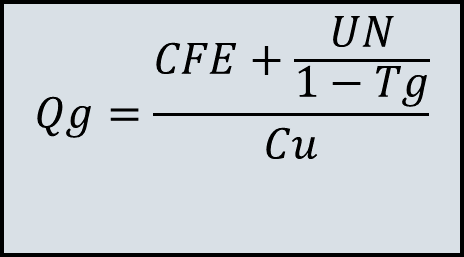 Qg = (CFE + UN/(1 − Tg))/Cu